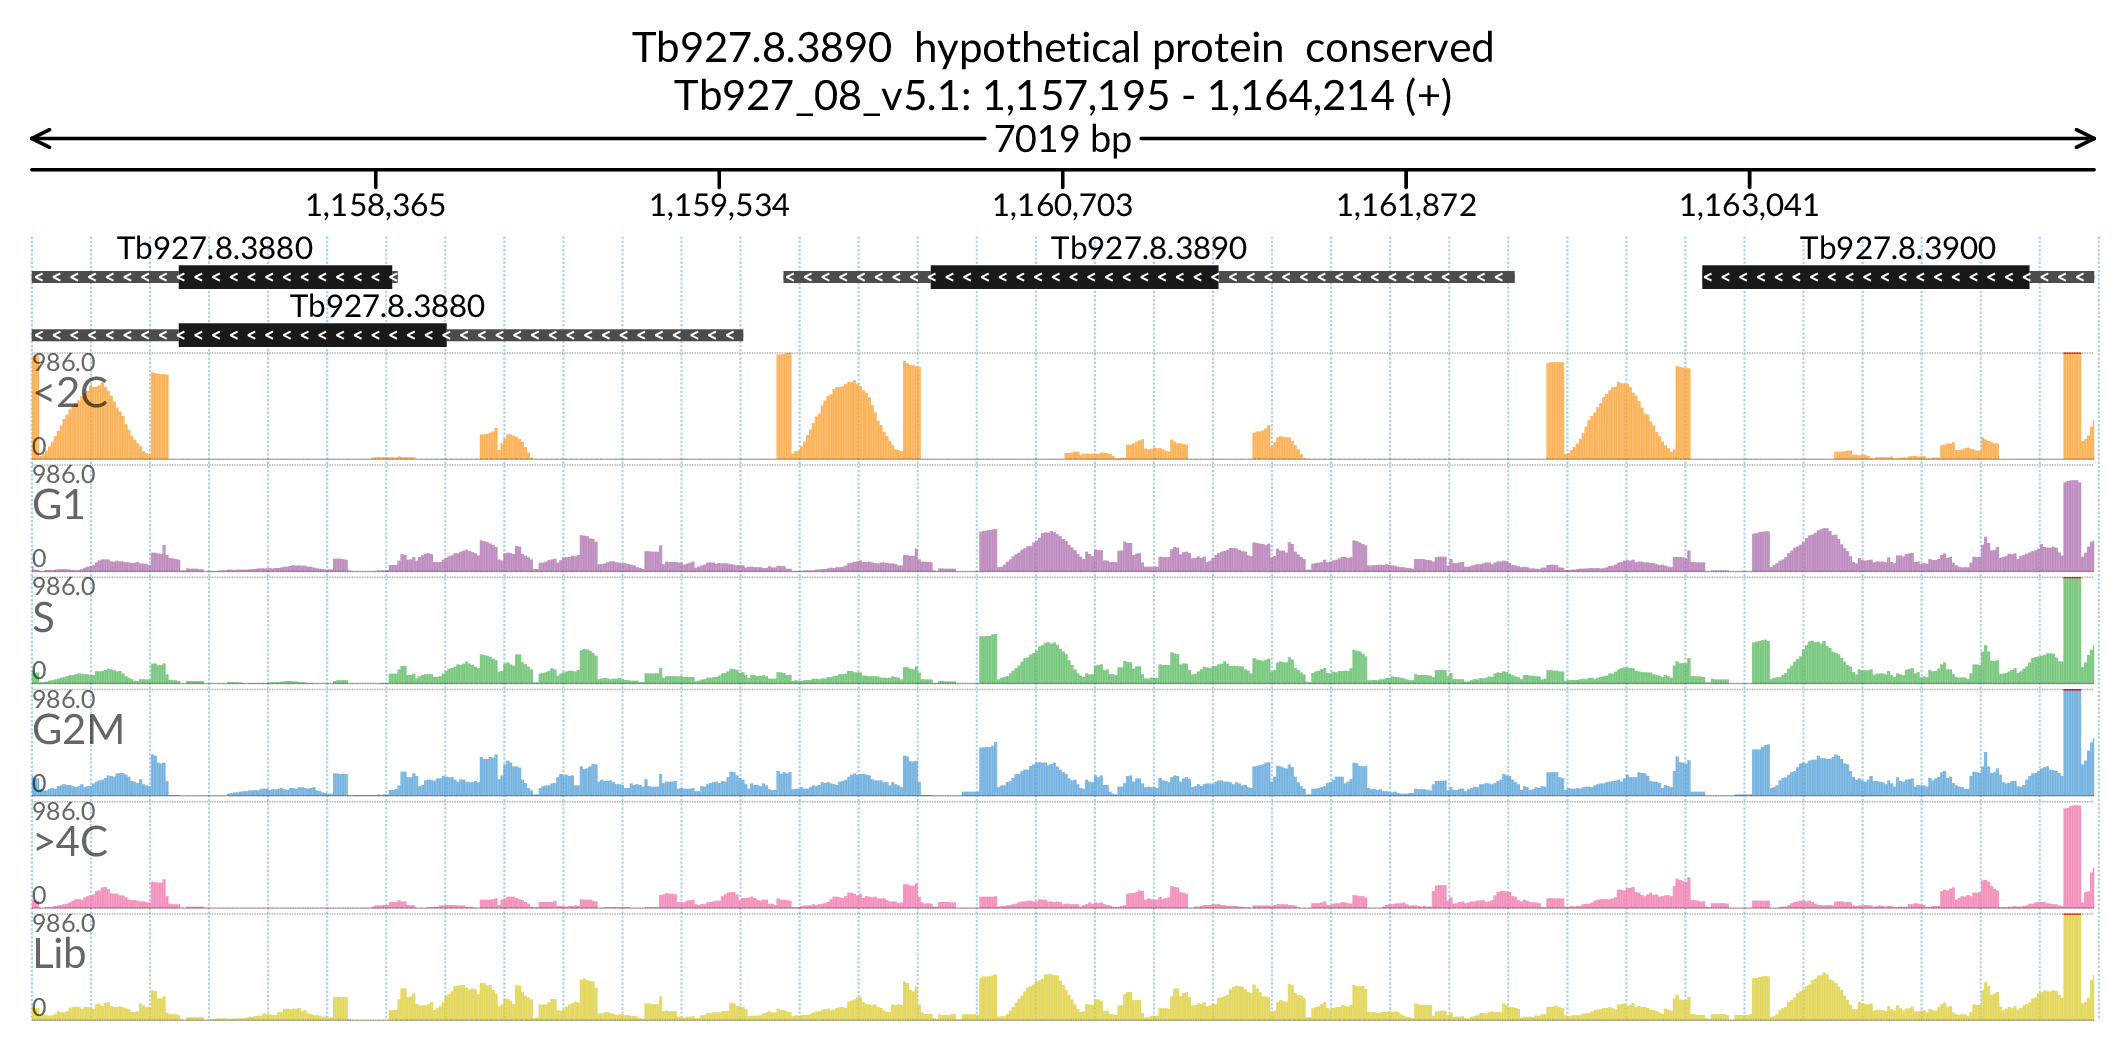 Tb927.8.3890  hypothetical protein  conserved
Tb927_08_v5.1: 1,157,195 - 1,164,214 (+)
7019 bp
1,158,365 1,159,534 1,160,703 1,161,872 1,163,041
Tb927.8.3880 Tb927.8.3890 Tb927.8.3900
Tb927.8.3880
986.0
<2C
0
986.0
G1
0
986.0
S
0
986.0
G2M
0
986.0
>4C
0
986.0
Lib
0